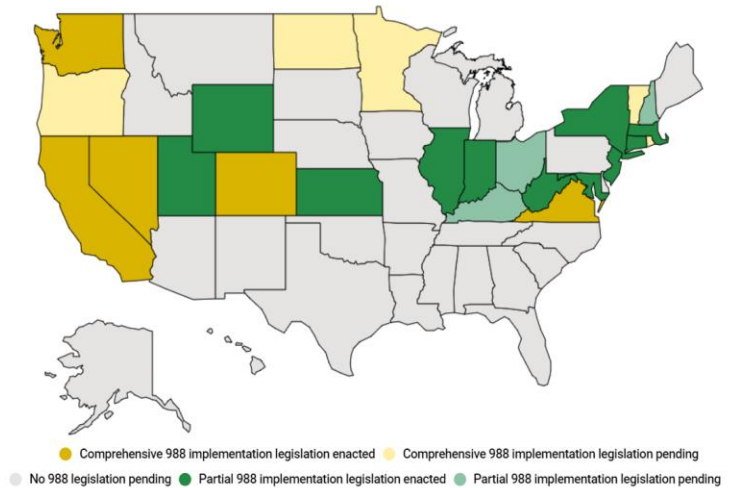 Comprehensive 988 implementation legislation enacted Comprehensive 988 implementation legislation pending
No 988 legislation pending Partial 988 implementation legislation enacted Partial 988 implementation legislation pending